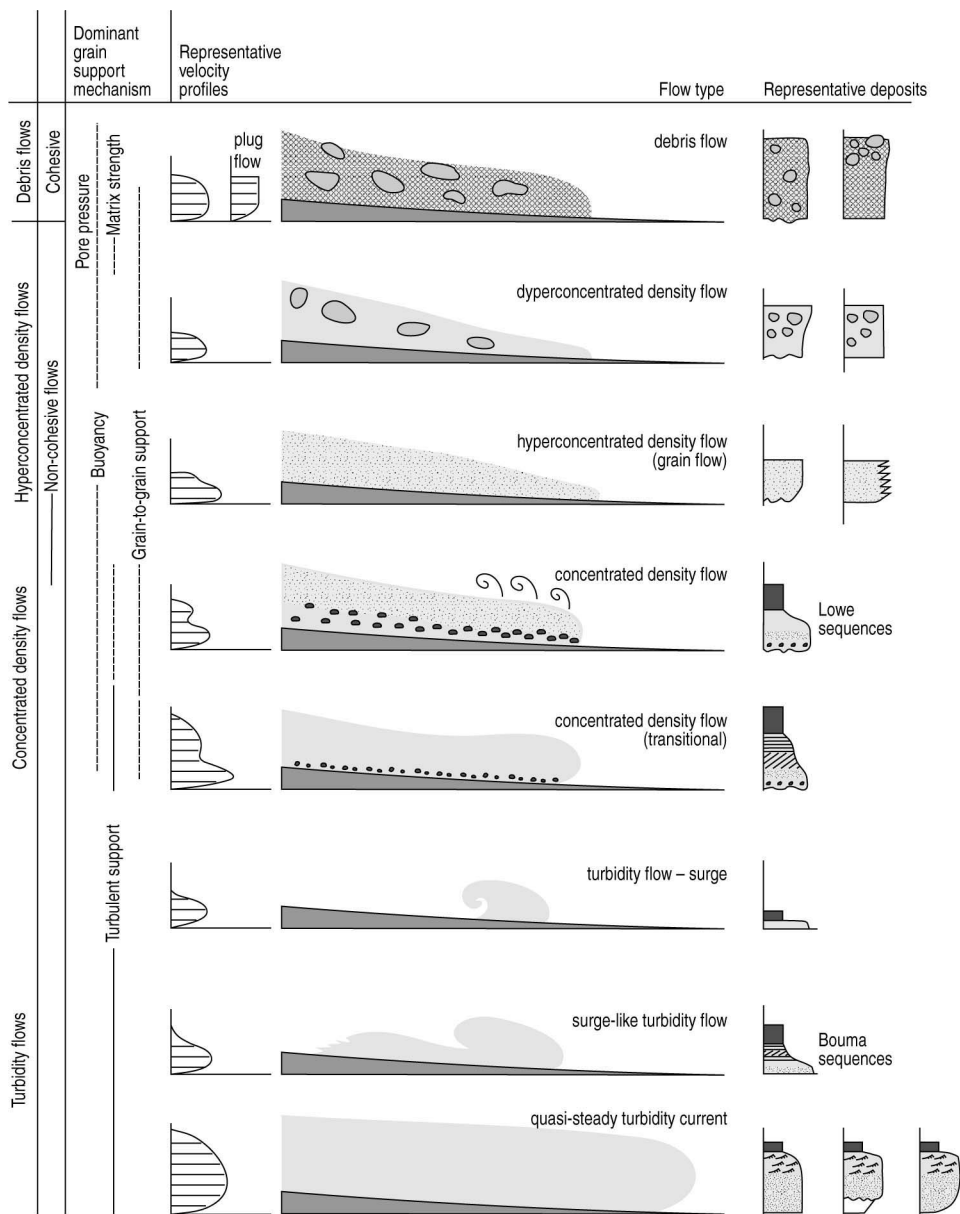 Dominant
grain
support
mechanism
Representative
velocity
profiles
Flow type
Representative deposits
Debris flows
Cohesive
Hyperconcentrated density flows
Non-cohesive flows
Concentrated density flows
Turbidity flows
Pore pressure
Matrix strength
Buoyancy
Grain-to-grain support
Turbulent support
plug
flow
debris flow
dyperconcentrated density flow
hyperconcentrated density flow
(grain flow)
concentrated density flow
Lowe
sequences
concentrated density flow
(transitional)
turbidity flow – surge
surge-like turbidity flow
Bouma
sequences
quasi-steady turbidity current